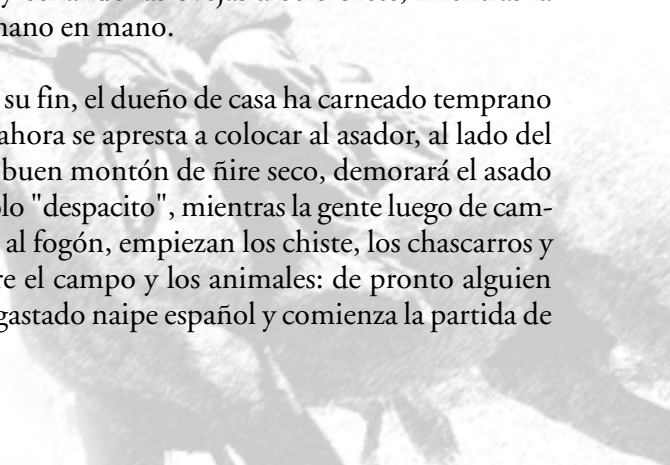 mano en mano.
su fin, el dueño de casa ha carneado temprano
ahora se apresta a colocar al asador, al lado del
buen montón de ñire seco, demorará el asado
"despacito", mientras la gente luego de cam-
al fogón, empiezan los chiste, los chascarros y
el campo y los animales: de pronto alguien
gastado naipe español y comienza la partida de